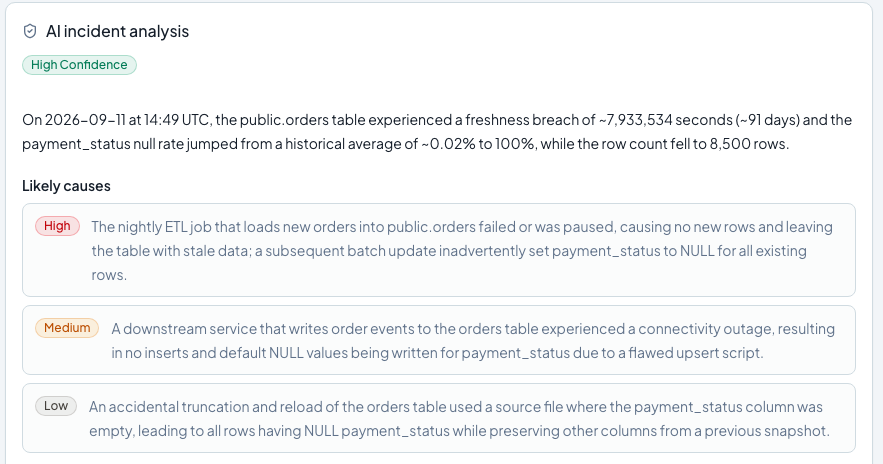 AI incident analysis
High Confidence
On 2026-09-11 at 14:49 UTC, the public.orders table experienced a freshness breach of ~7,933,534 seconds (~91 days) and the
payment_status null rate jumped from a historical average of ~0.02% to 100%, while the row count fell to 8,500 rows.
Likely causes
High The nightly ETL job that loads new orders into public.orders failed or was paused, causing no new rows and leaving
the table with stale data; a subsequent batch update inadvertently set payment_status to NULL for all existing
rows.
Medium A downstream service that writes order events to the orders table experienced a connectivity outage, resulting
in no inserts and default NULL values being written for payment_status due to a flawed upsert script.
Low An accidental truncation and reload of the orders table used a source file where the payment_status column was
empty, leading to all rows having NULL payment_status while preserving other columns from a previous snapshot.